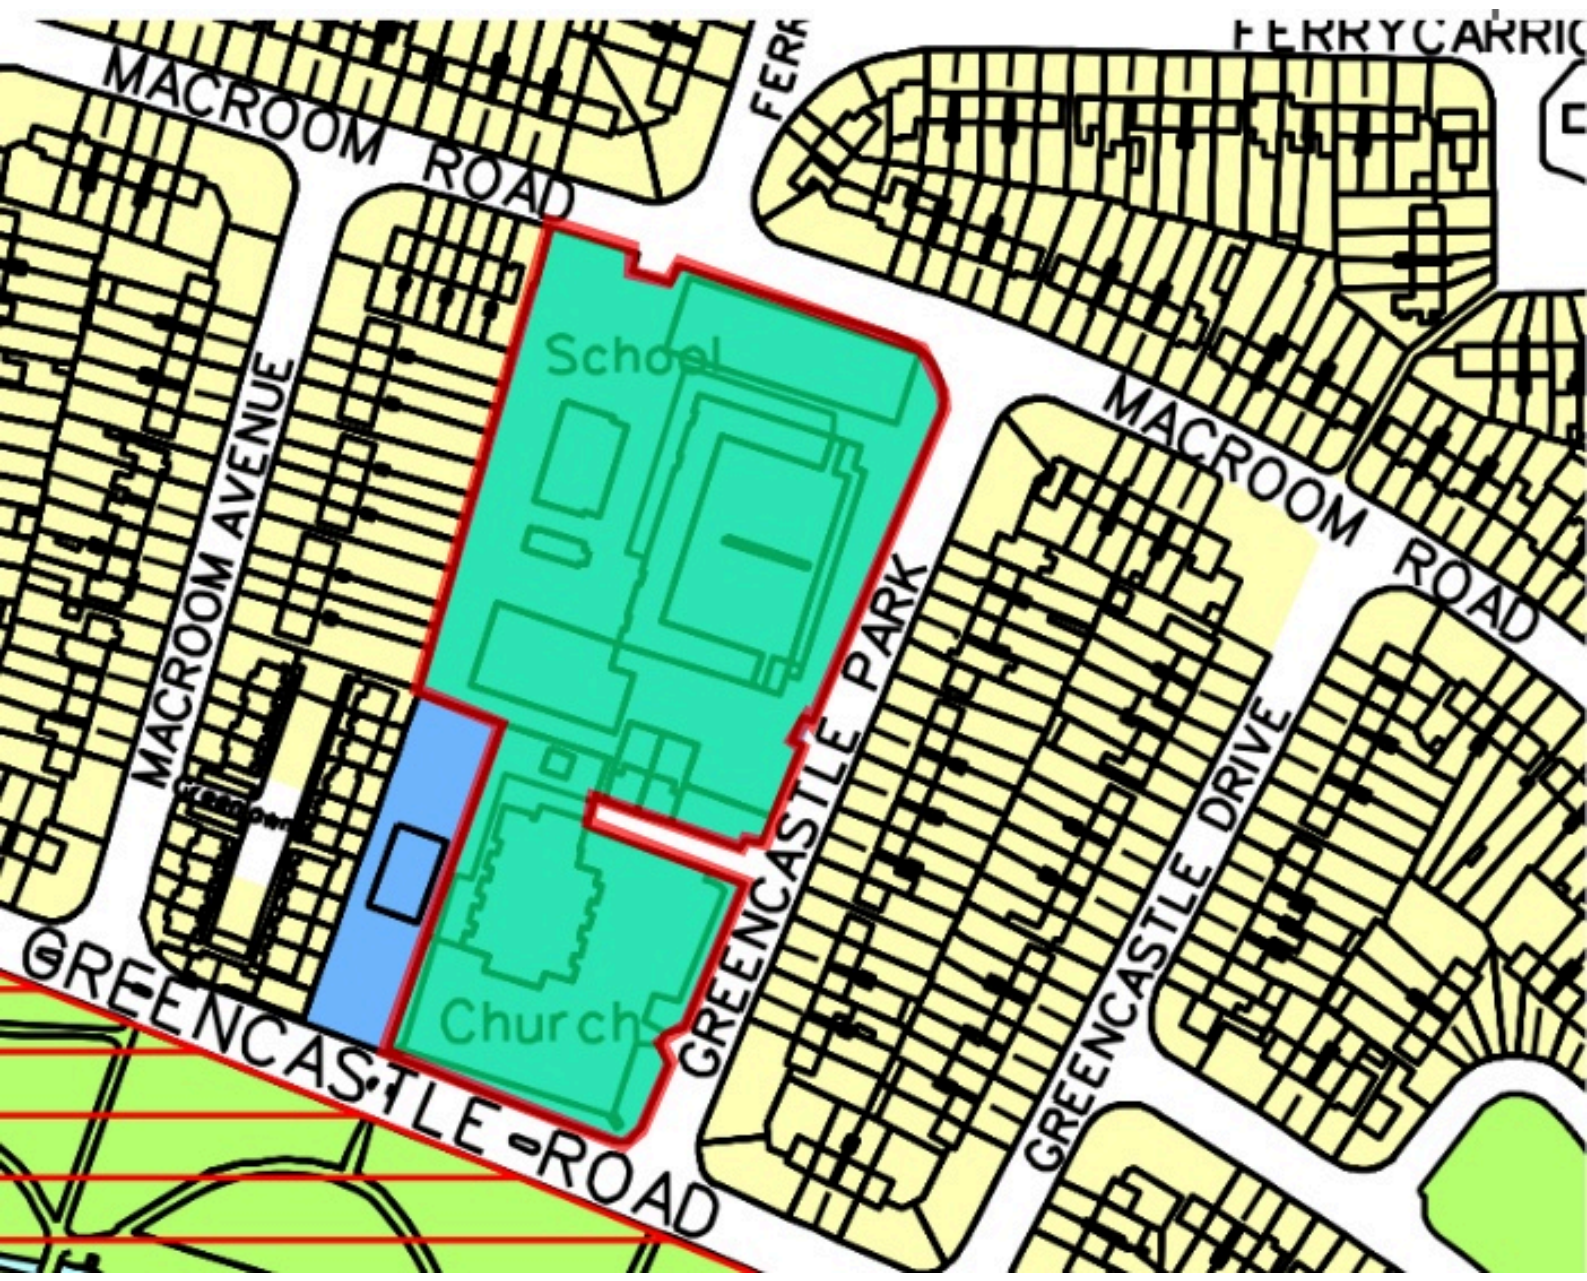 FERRYCARRIG
FERR
MACROOM ROAD
School
MACROOM ROAD
MACROOM AVENUE
GREENCASTLE PARK
GREENCASTLE DRIVE
Church
GREENCASTLE ROAD